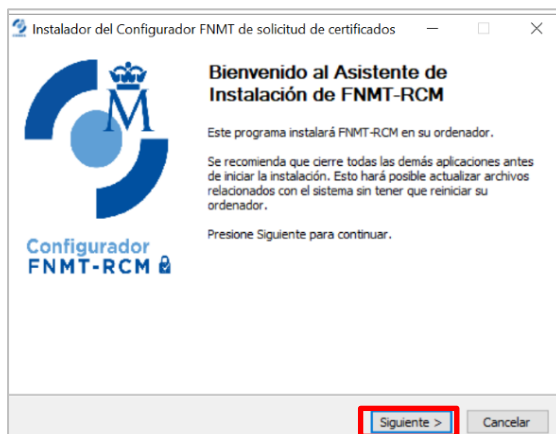 Instalador del Configurador FNMT de solicitud de certificados
Bienvenido al Asistente de
Instalación de FNMT-RCM
Este programa instalará FNMT-RCM en su ordenador.
Se recomienda que cierre todas las demás aplicaciones antes
de iniciar la instalación. Esto hará posible actualizar archivos
relacionados con el sistema sin tener que reiniciar su
ordenador.
Presione Siguiente para continuar.
M
Configurador
FNMT-RCM
Siguiente >
Cancelar